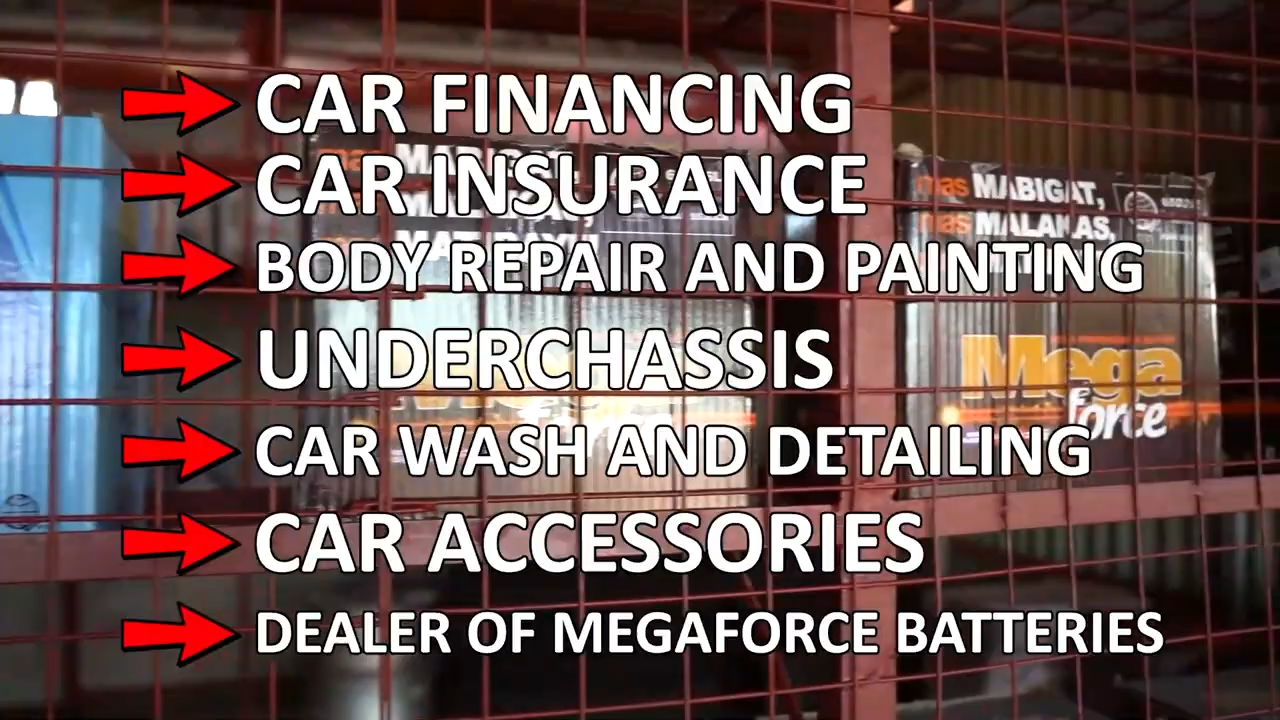 CAR FINANCING
CAR INSURANCE
BODY REPAIR AND PAINTING
UNDERCHASSIS
CAR WASH AND DETAILING
CAR ACCESSORIES
DEALER OF MEGAFORCE BATTERIES
mas MABIGAT,
mas MALAKAS,
Mega
force